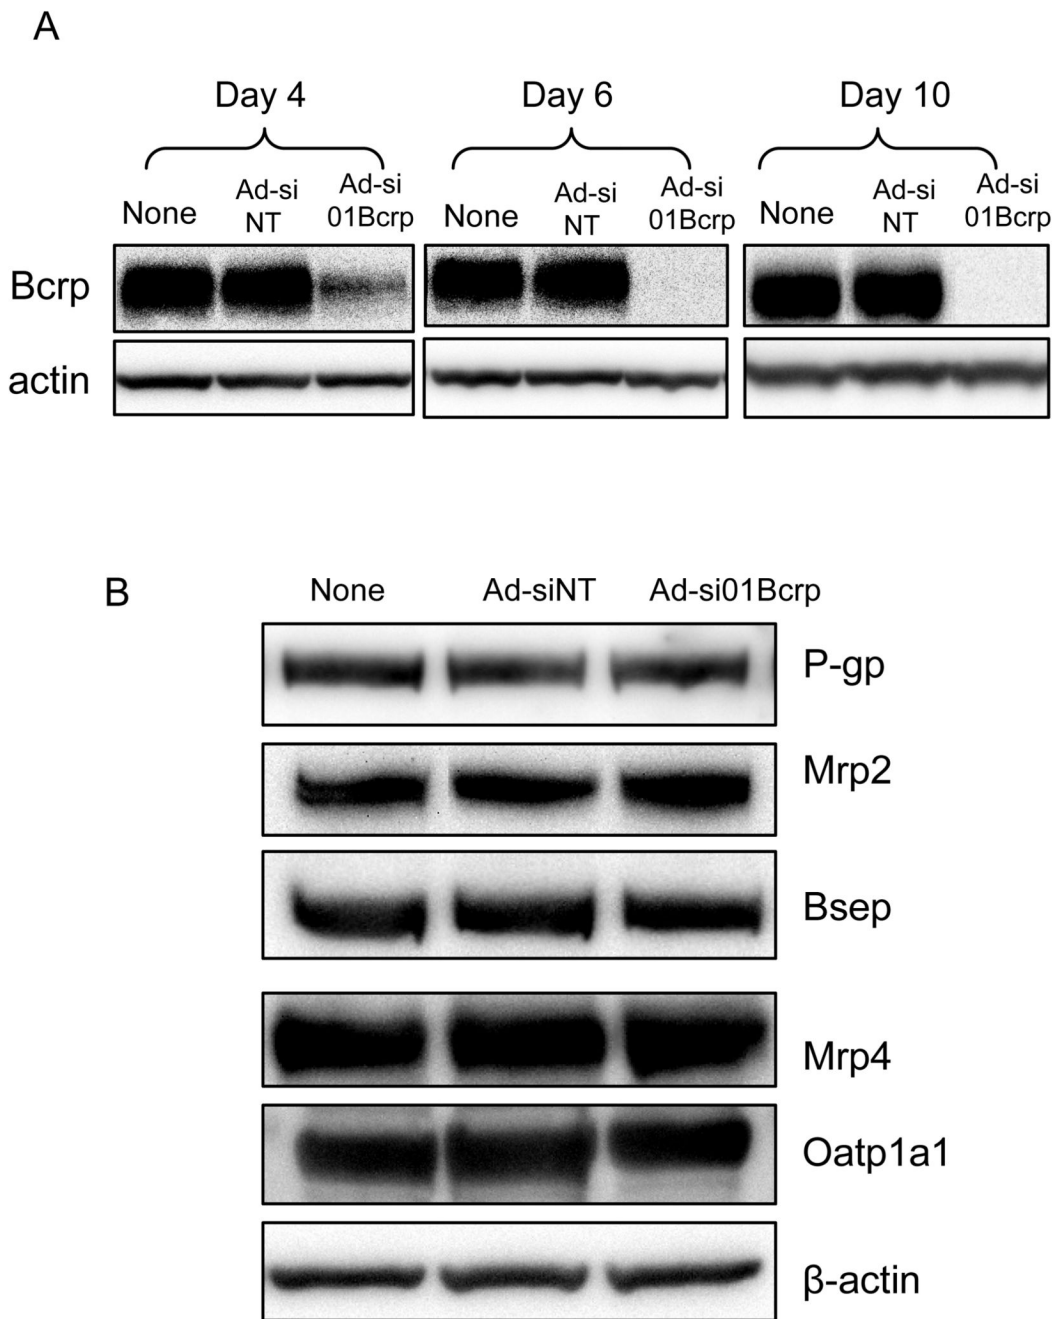 A
Day 4 Day 6 Day 10
None Ad-si NT Ad-si 01Bcrp None Ad-si NT Ad-si 01Bcrp None Ad-si NT Ad-si 01Bcrp
Bcrp
actin
B
None Ad-siNT Ad-si01Bcrp
P-gp
Mrp2
Bsep
Mrp4
Oatp1a1
β-actin